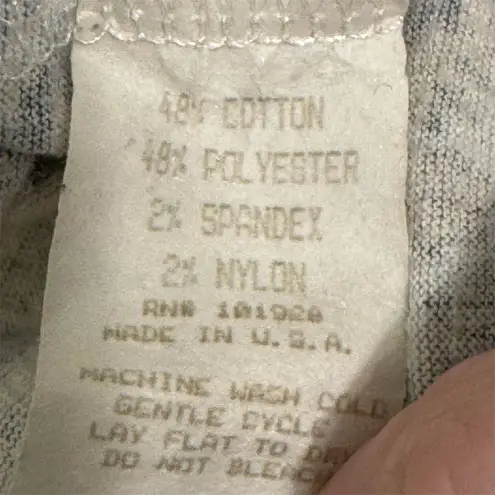 48% COTTON
48% POLYESTER
2% SPANDEX
2% NYLON
RN# 101920
MADE IN U.S.A.
MACHINE WASH COLD
GENTLE CYCLE
LAY FLAT TO DRY
DO NOT BLEACH